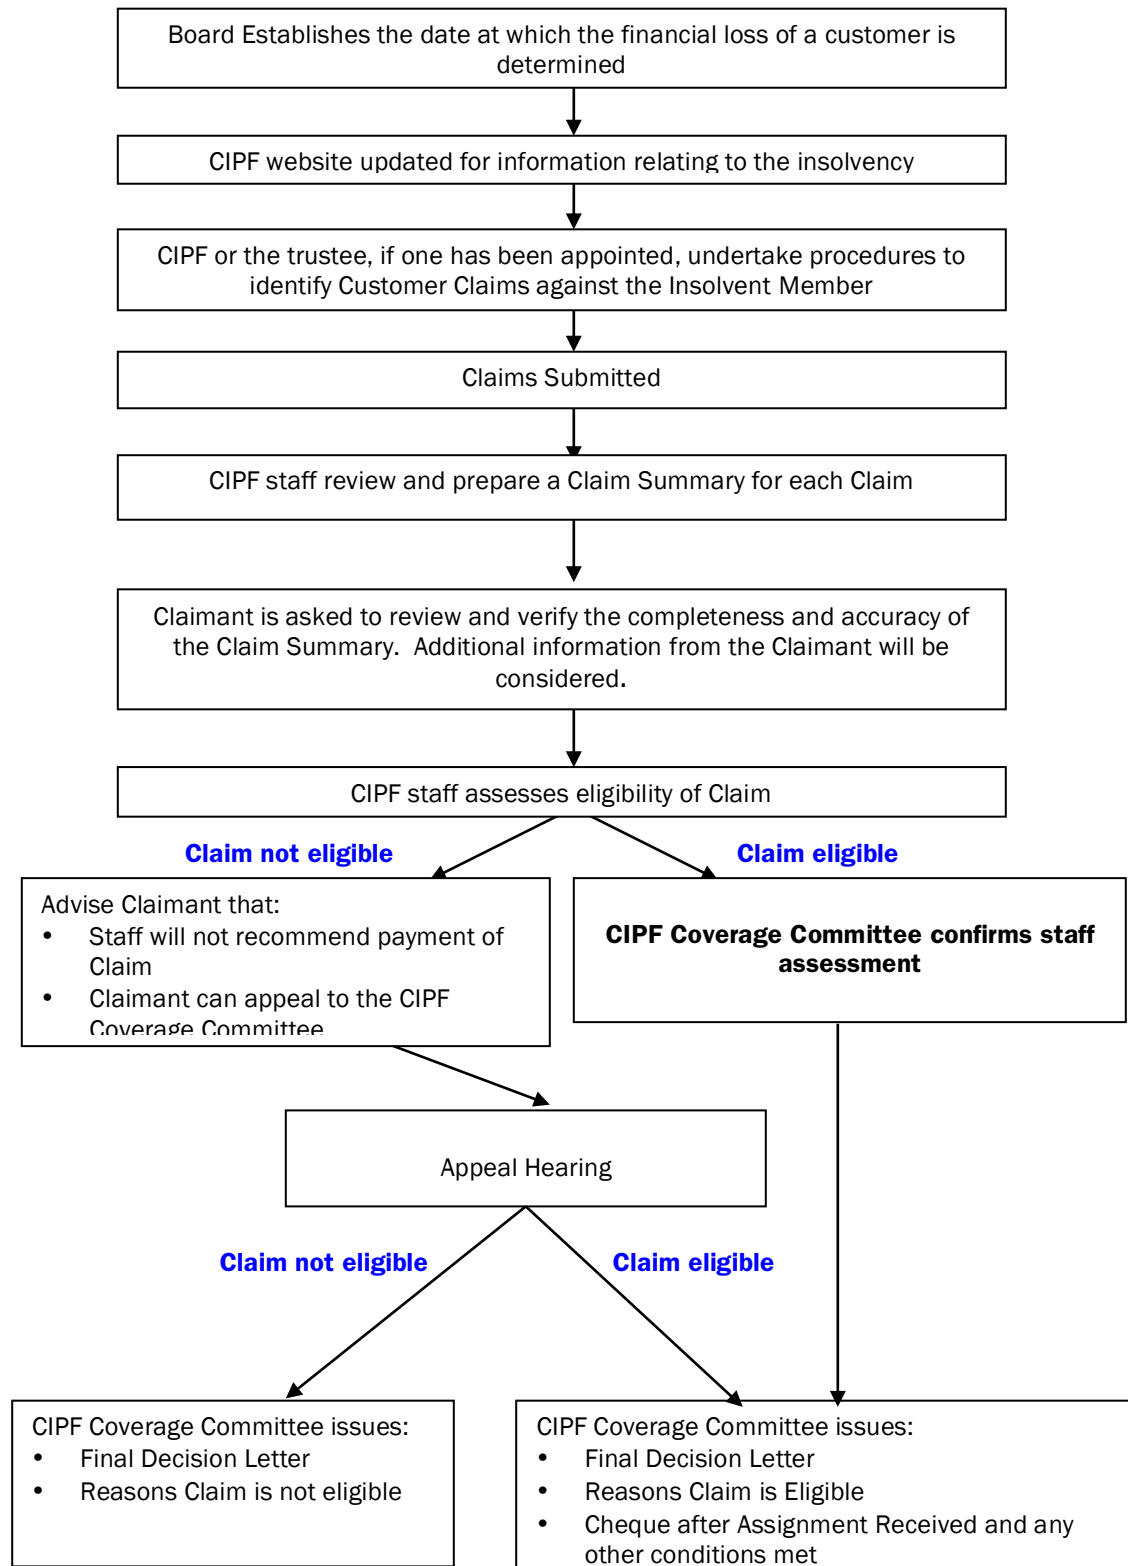 Board Establishes the date at which the financial loss of a customer is
determined
CIPF website updated for information relating to the insolvency
CIPF or the trustee, if one has been appointed, undertake procedures to
identify Customer Claims against the Insolvent Member
Claims Submitted
CIPF staff review and prepare a Claim Summary for each Claim
Claimant is asked to review and verify the completeness and accuracy of
the Claim Summary.  Additional information from the Claimant will be
considered.
CIPF staff assesses eligibility of Claim
Claim not eligible
Claim eligible
Advise Claimant that:
• Staff will not recommend payment of
Claim
• Claimant can appeal to the CIPF
Coverage Committee
CIPF Coverage Committee confirms staff
assessment
Appeal Hearing
Claim not eligible
Claim eligible
CIPF Coverage Committee issues:
• Final Decision Letter
• Reasons Claim is not eligible
CIPF Coverage Committee issues:
• Final Decision Letter
• Reasons Claim is Eligible
• Cheque after Assignment Received and any
other conditions met